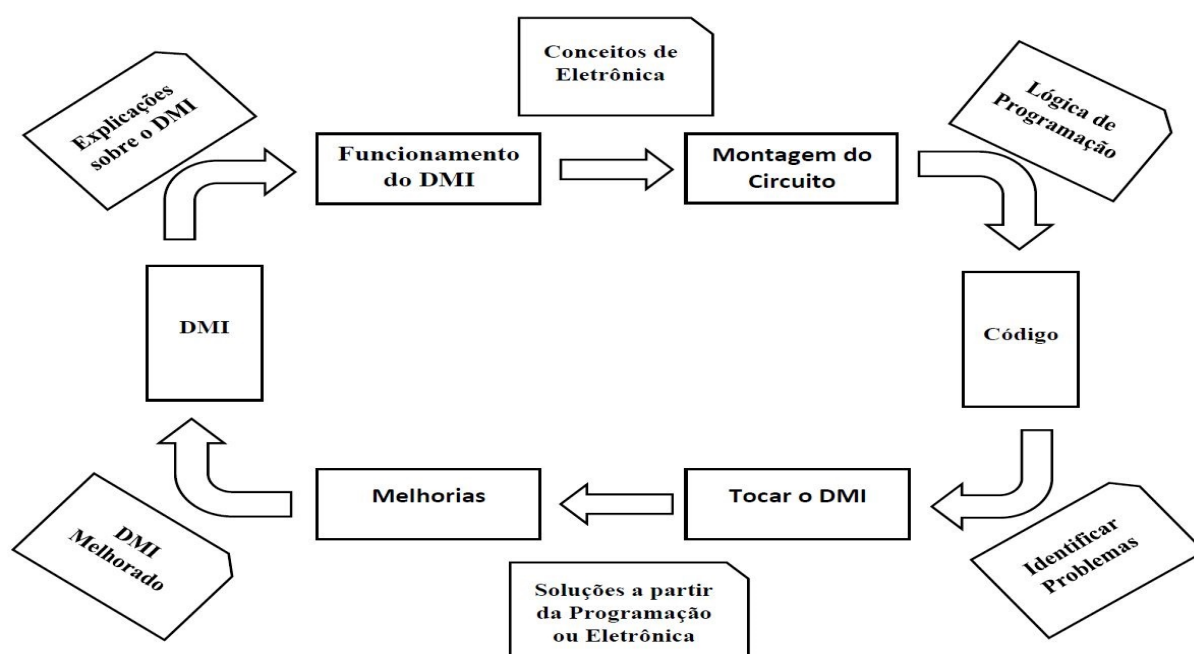 Conceitos de
Eletrônica
Explicações
sobre o DMI
Lógica de
Programação
Funcionamento
do DMI
Montagem do
Circuito
DMI
Código
Melhorias
Tocar o DMI
DMI
Melhorado
Identificar
Problemas
Soluções a partir
da Programação
ou Eletrônica